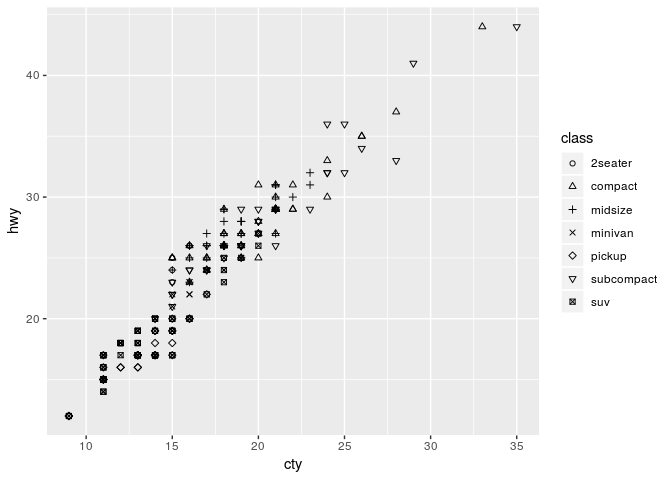 hwy
40
30
20
10 15 20 25 30 35
cty
class
2seater
compact
midsize
minivan
pickup
subcompact
suv